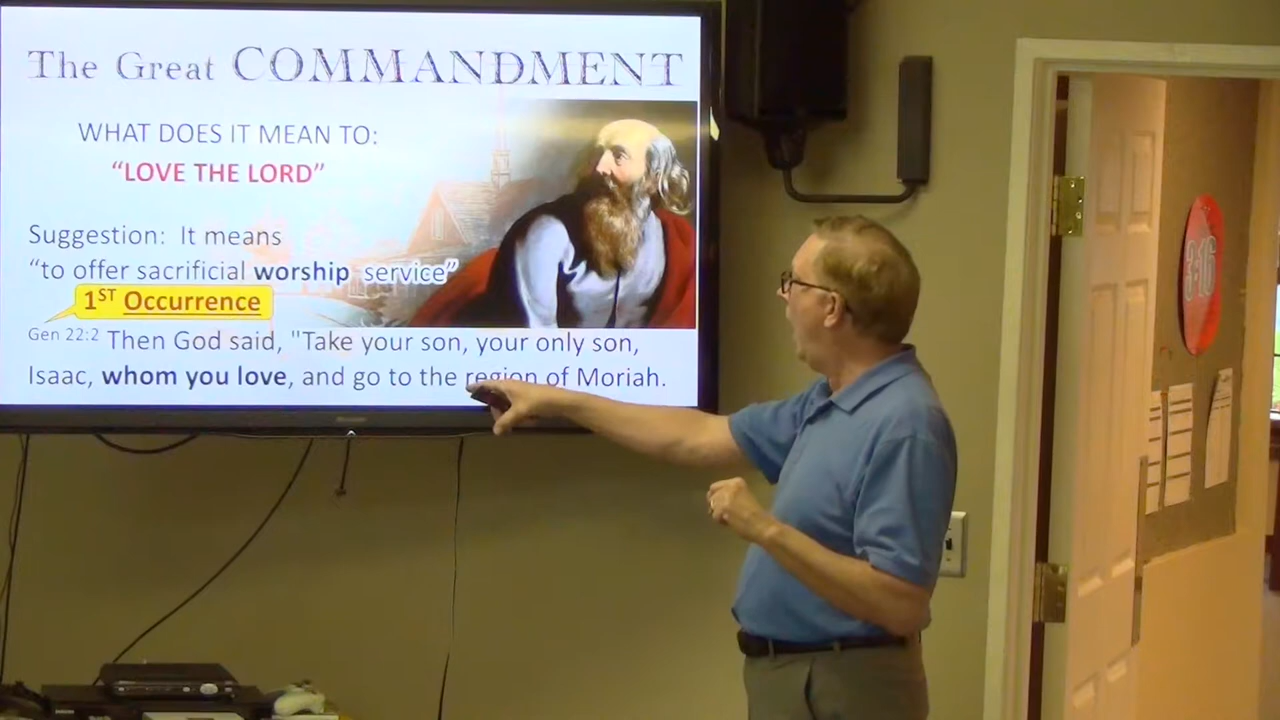 The Great COMMANDMENT
WHAT DOES IT MEAN TO:
“LOVE THE LORD”
Suggestion: It means
“to offer sacrificial worship service”
1ST Occurrence
Gen 22:2 Then God said, "Take your son, your only son,
Isaac, whom you love, and go to the region of Moriah.
3:16